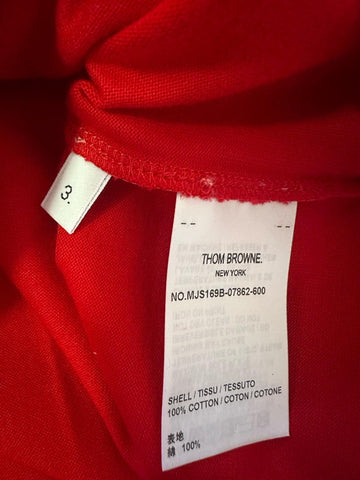 3.
THOM BROWNE.
NEW YORK
NO.MJS169B-07862-600
SHELL / TISSU / TESSUTO
100% COTTON / COTON / COTONE
表地
綿 100%